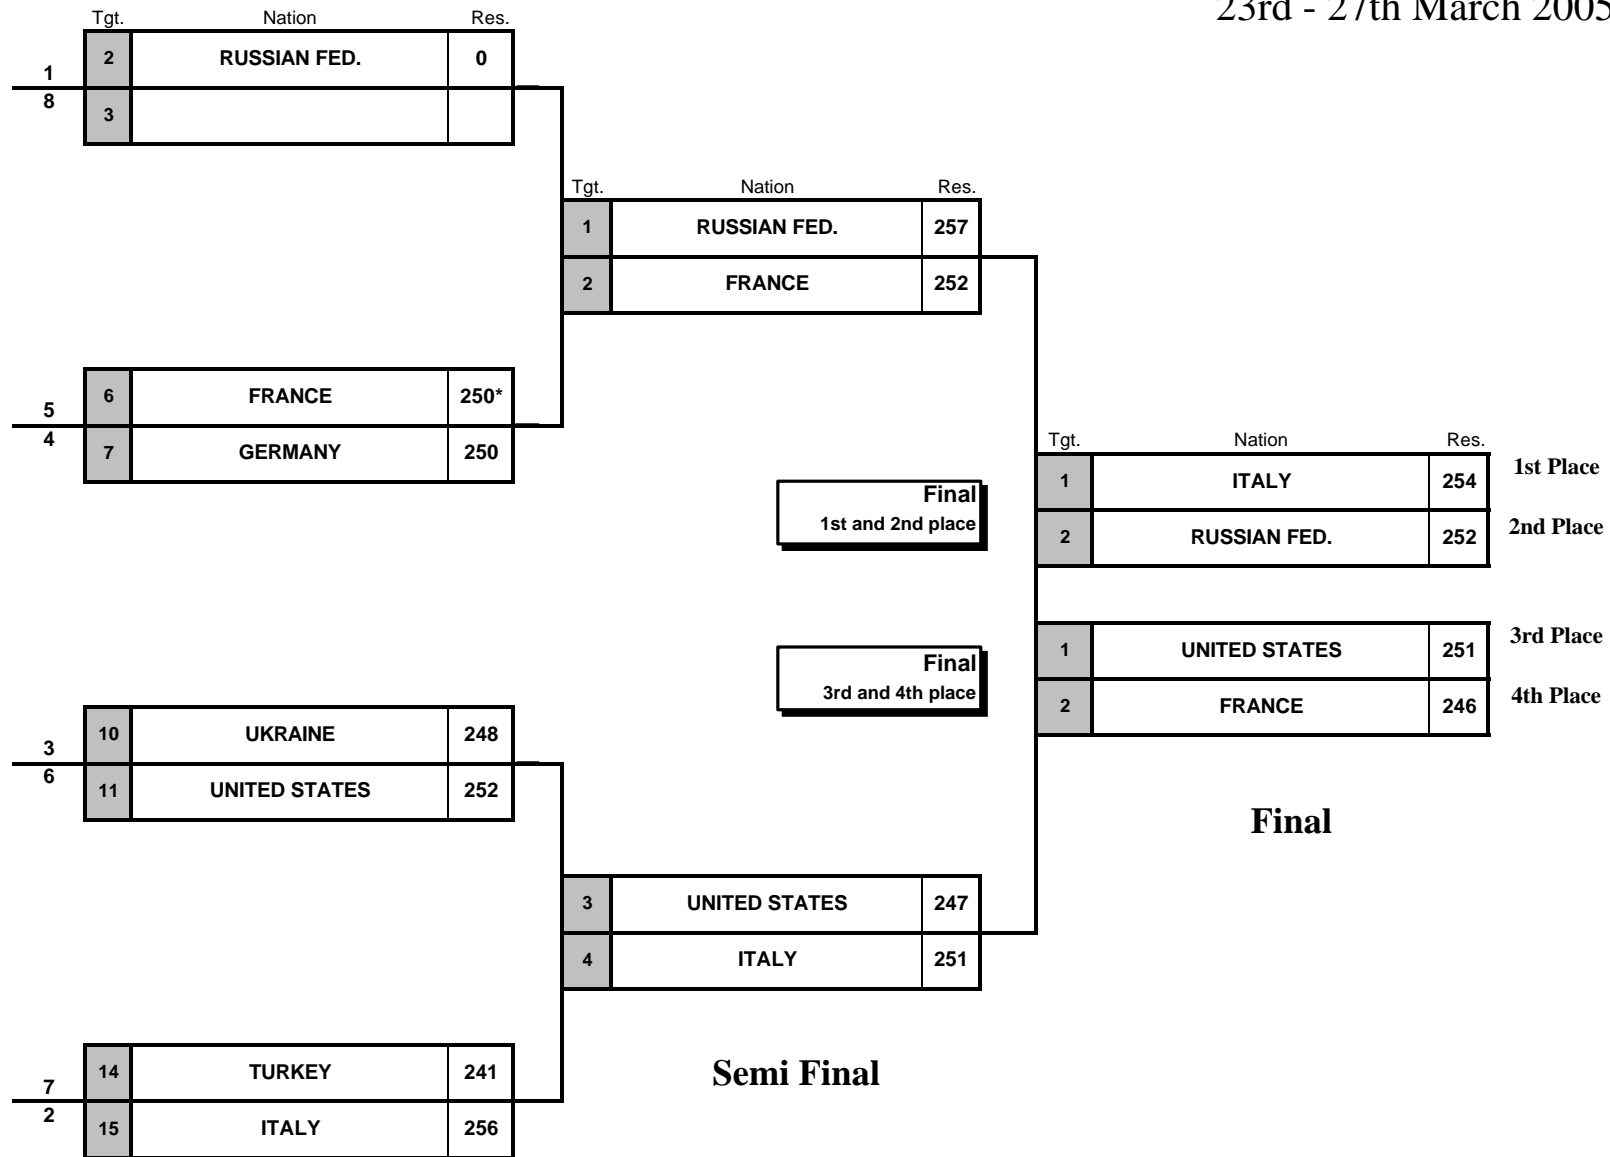 23rd - 27th March 2005
Tgt. Nation Res.
1 2 RUSSIAN FED. 0
8 3
Tgt. Nation Res.
1 RUSSIAN FED. 257
2 FRANCE 252
5 6 FRANCE 250*
4 7 GERMANY 250
Tgt. Nation Res.
1 ITALY 254 1st Place
Final
1st and 2nd place
2 RUSSIAN FED. 252 2nd Place
1 UNITED STATES 251 3rd Place
Final
3rd and 4th place
2 FRANCE 246 4th Place
3 10 UKRAINE 248
6 11 UNITED STATES 252
Final
3 UNITED STATES 247
4 ITALY 251
Semi Final
7 14 TURKEY 241
2 15 ITALY 256